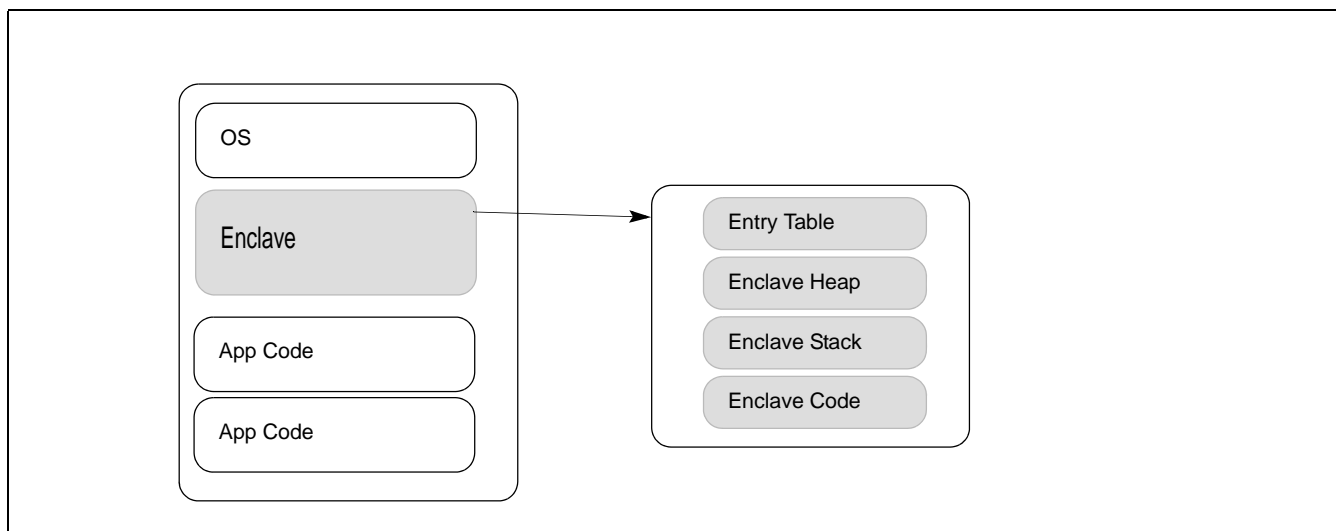 OS
Enclave
App Code
App Code
Entry Table
Enclave Heap
Enclave Stack
Enclave Code